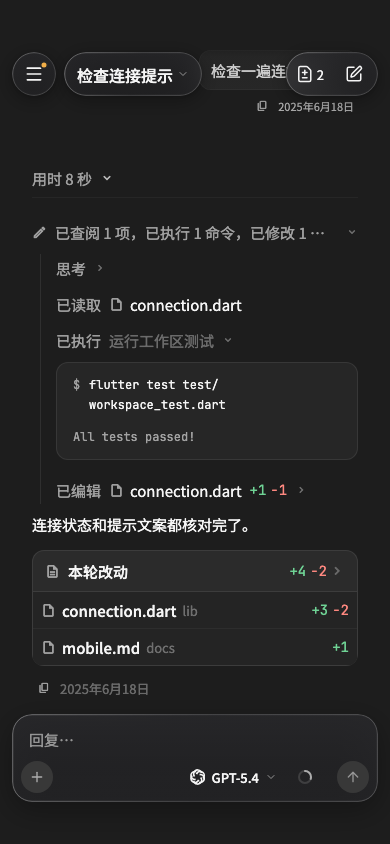 检查连接提示
检查一遍连
2
2025年6月18日
用时 8 秒
已查阅 1 项，已执行 1 命令，已修改 1 …
思考
已读取 connection.dart
已执行 运行工作区测试
$ flutter test test/
workspace_test.dart
All tests passed!
已编辑 connection.dart +1 -1
连接状态和提示文案都核对完了。
本轮改动 +4 -2
connection.dart lib +3 -2
mobile.md docs +1
2025年6月18日
回复…
GPT-5.4